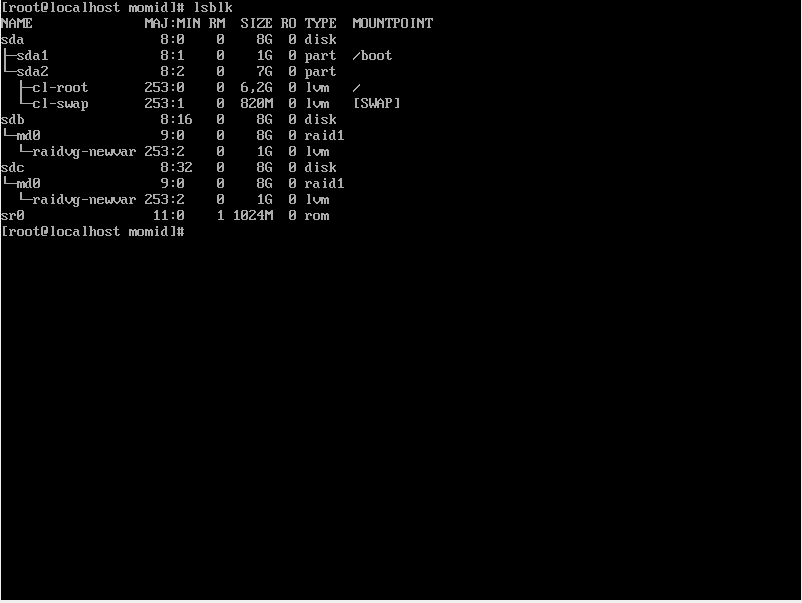 [root@localhost momid]# lsblk
NAME              MAJ:MIN RM  SIZE RO TYPE  MOUNTPOINT
sda                 8:0    0    8G  0 disk
├─sda1              8:1    0    1G  0 part  /boot
└─sda2              8:2    0    7G  0 part
  ├─cl-root       253:0    0  6,2G  0 lvm   /
  └─cl-swap       253:1    0  820M  0 lvm   [SWAP]
sdb                 8:16   0    8G  0 disk
└─md0               9:0    0    8G  0 raid1
  └─raidvg-newvar 253:2    0    1G  0 lvm
sdc                 8:32   0    8G  0 disk
└─md0               9:0    0    8G  0 raid1
  └─raidvg-newvar 253:2    0    1G  0 lvm
sr0                11:0    1 1024M  0 rom
[root@localhost momid]#